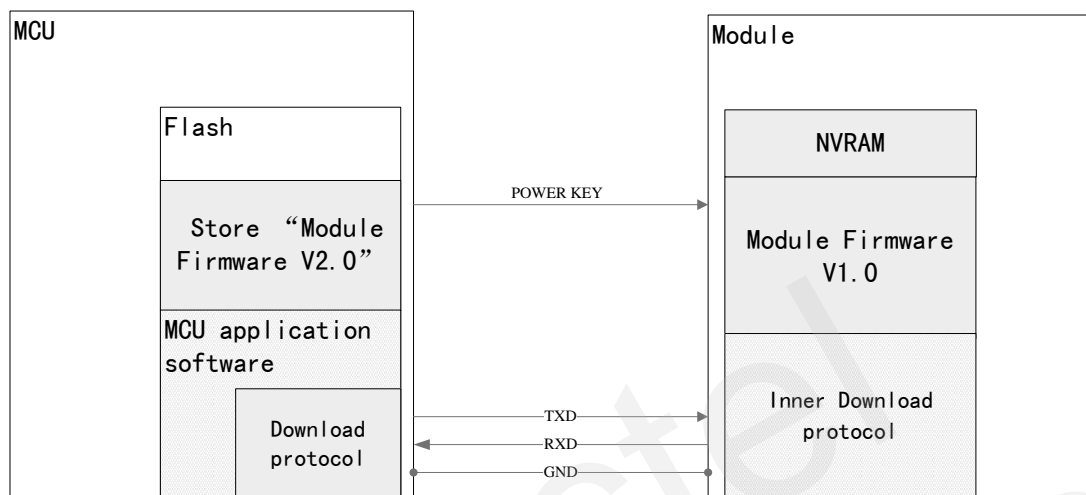 MCU
Module
Flash
NVRAM
POWER KEY
Store “Module
Firmware V2.0”
Module Firmware
V1.0
MCU application
software
Download
protocol
TXD
RXD
GND
Inner Download
protocol